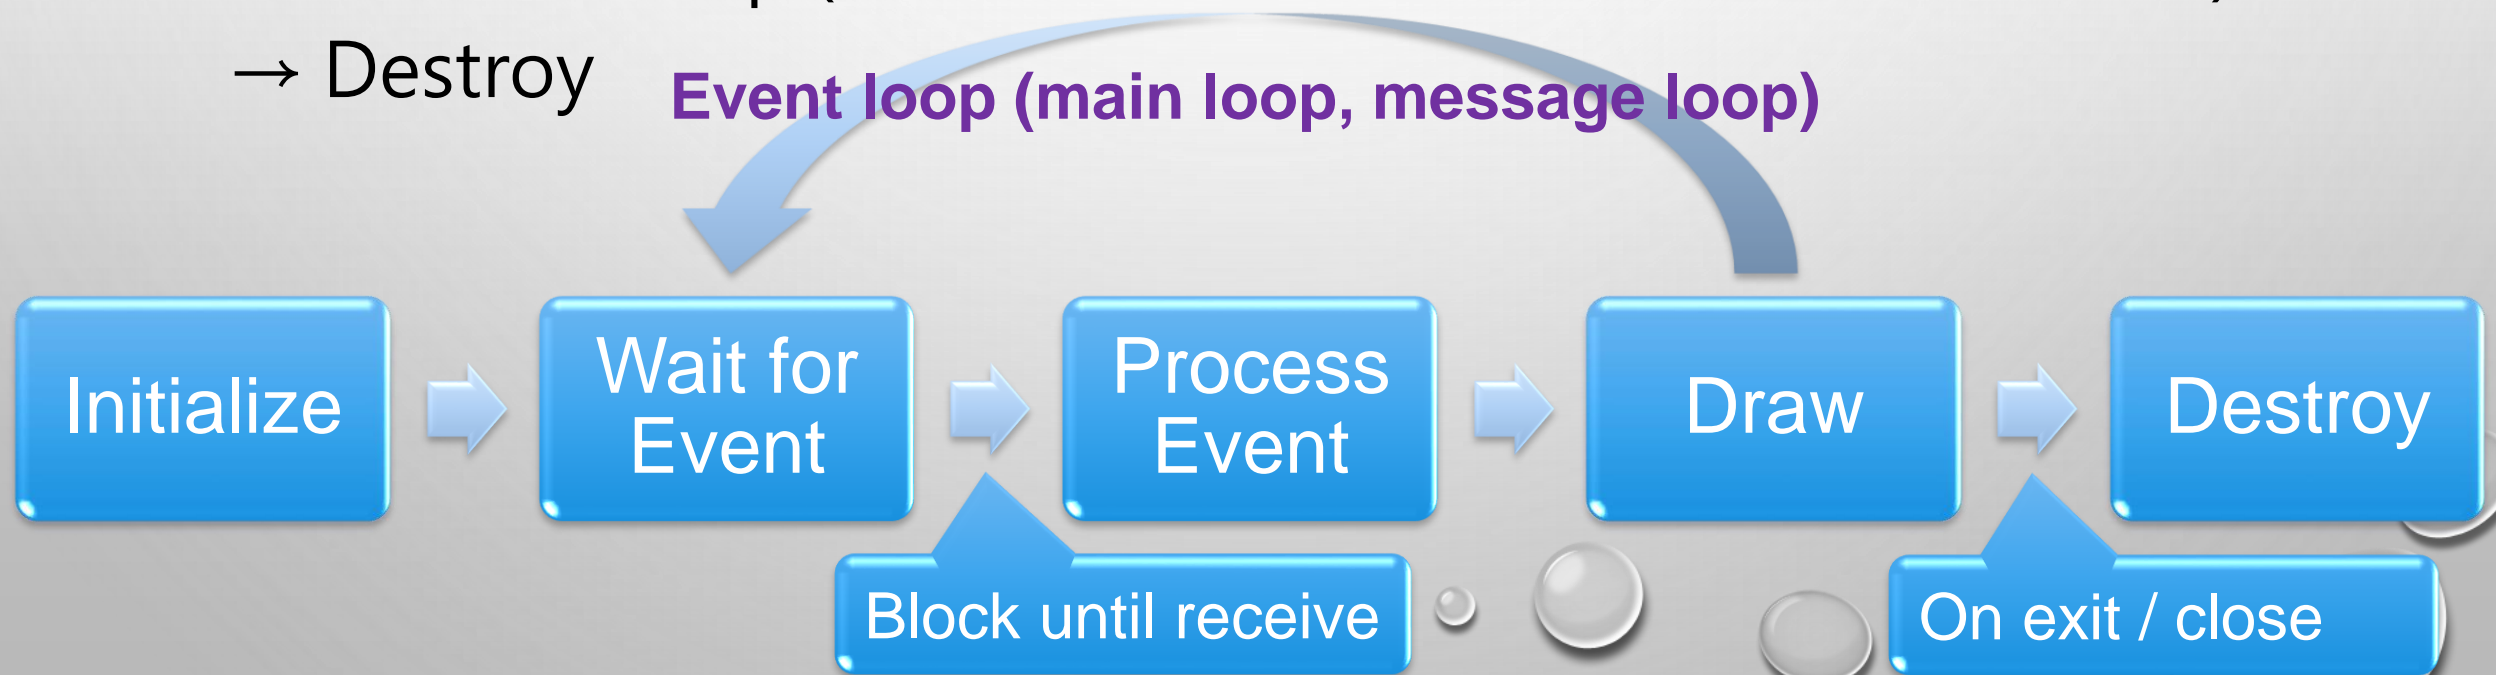 → Destroy
Event loop (main loop, message loop)
Initialize
Wait for
Event
Process
Event
Draw
Destroy
Block until receive
On exit / close